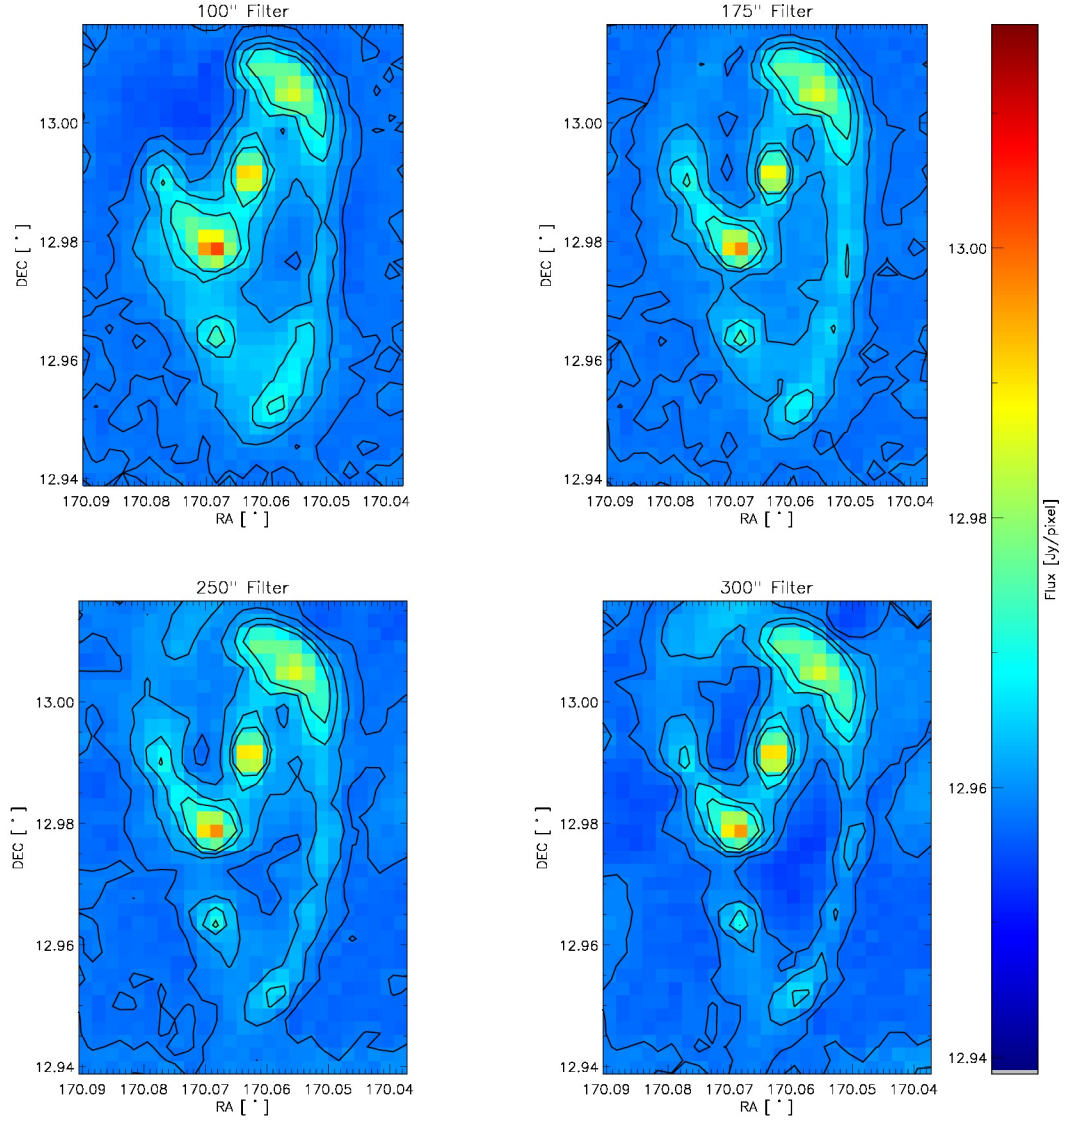 100'' Filter
175'' Filter
13.00
12.98
12.96
12.94
DEC [ ° ]
170.09 170.08 170.07 170.06 170.05 170.04
RA [ ° ]
13.00
12.98
12.96
12.94
DEC [ ° ]
170.09 170.08 170.07 170.06 170.05 170.04
RA [ ° ]
250'' Filter
300'' Filter
13.00
12.98
12.96
12.94
DEC [ ° ]
170.09 170.08 170.07 170.06 170.05
RA [ ° ]
13.00
12.98
12.96
12.94
DEC [ ° ]
170.09 170.08 170.07 170.06 170.05 170.04
RA [ ° ]
13.00
12.98
12.96
12.94
Flux [Jy/pixel]